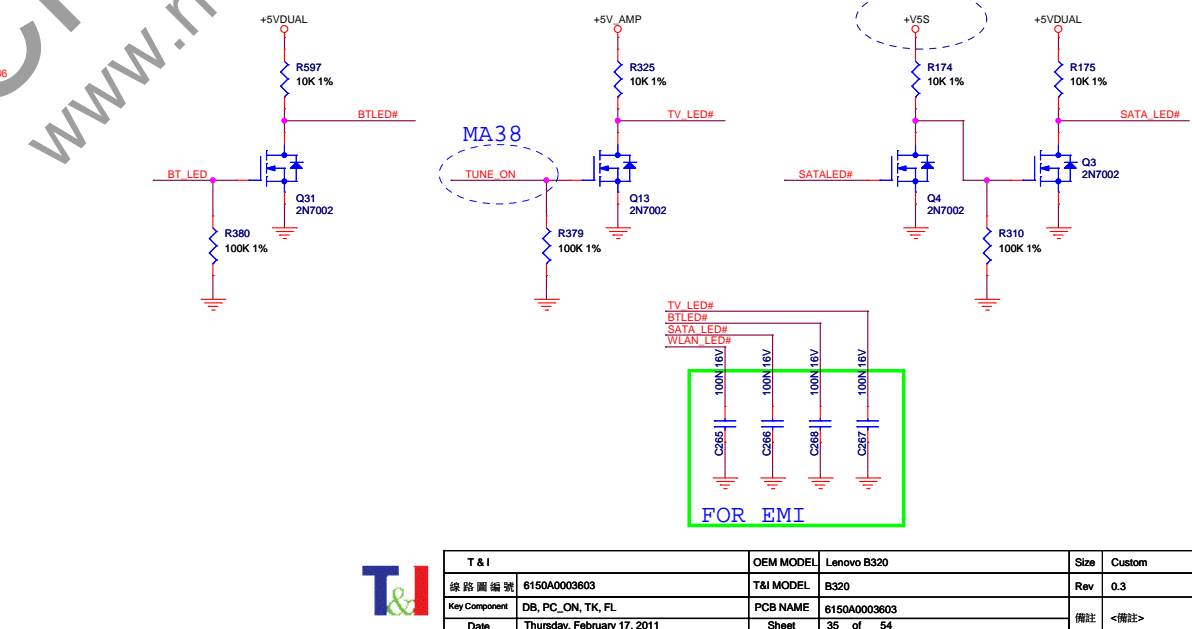 +5VDUAL
+5V_AMP
+V5S
+5VDUAL
R597
10K 1%
R325
10K 1%
R174
10K 1%
R175
10K 1%
BTLED#
TV_LED#
SATA_LED#
MA38
BT_LED
TUNE_ON
SATALED#
Q31
2N7002
Q13
2N7002
Q4
2N7002
Q3
2N7002
R380
100K 1%
R379
100K 1%
R310
100K 1%
TV_LED#
BTLED#
SATA_LED#
WLAN_LED#
100N 16V
100N 16V
100N 16V
100N 16V
C265
C266
C268
C267
FOR EMI
T&I
T & I
OEM MODEL Lenovo B320
Size Custom
線路圖編號 6150A0003603
T&I MODEL B320
Rev 0.3
Key Component DB, PC_ON, TK, FL
PCB NAME 6150A0003603
備註 <備註>
Date Thursday, February 17, 2011
Sheet 35 of 54
www.